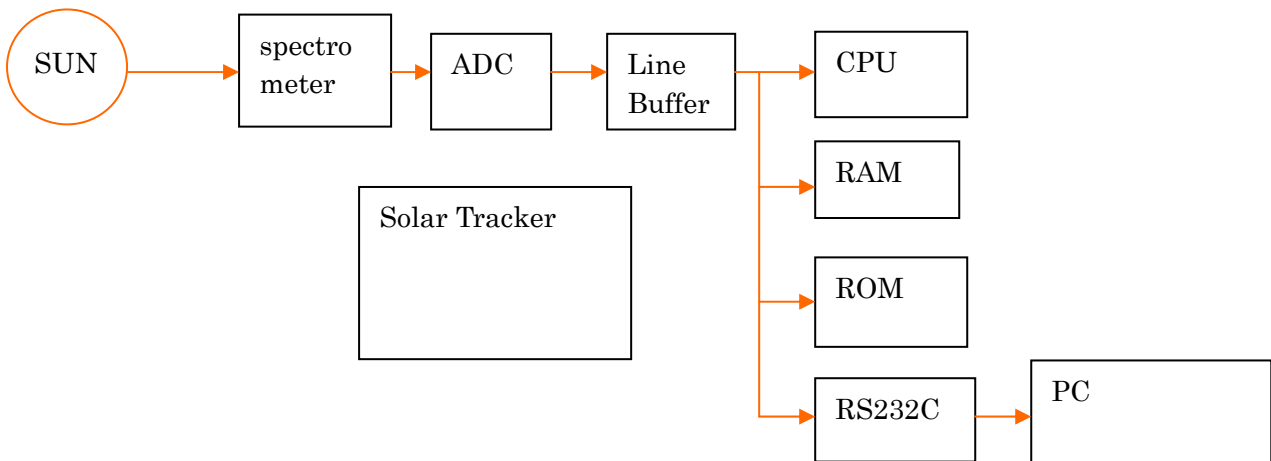 SUN
spectro
meter
ADC
Line
Buffer
CPU
RAM
Solar Tracker
ROM
RS232C
PC